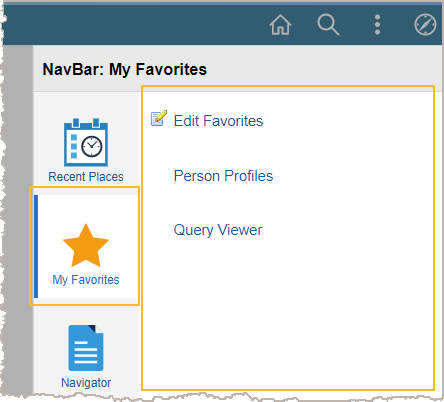 NavBar: My Favorites
Recent Places
My Favorites
Navigator
Edit Favorites
Person Profiles
Query Viewer